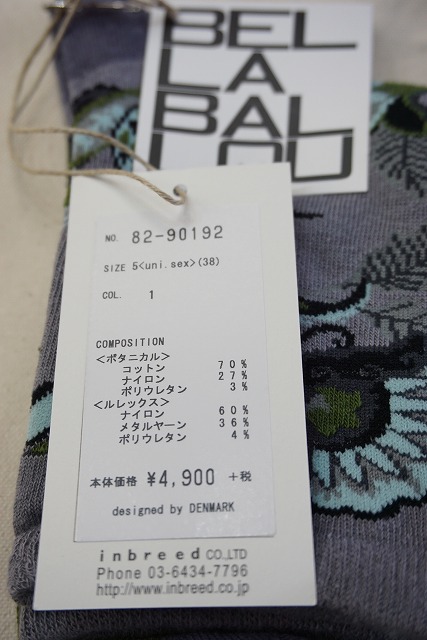 BEL
LA
BAL
LOU
NO. 82-90192
SIZE 5<uni.sex>(38)
COL. 1
COMPOSITION
<ボタニカル>
コットン 70%
ナイロン 27%
ポリウレタン 3%
<ルレックス>
ナイロン 60%
メタルヤーン 36%
ポリウレタン 4%
本体価格 ¥4,900 +税
designed by DENMARK
inbreed CO.,LTD
Phone 03-6434-7796
http://www.inbreed.co.jp